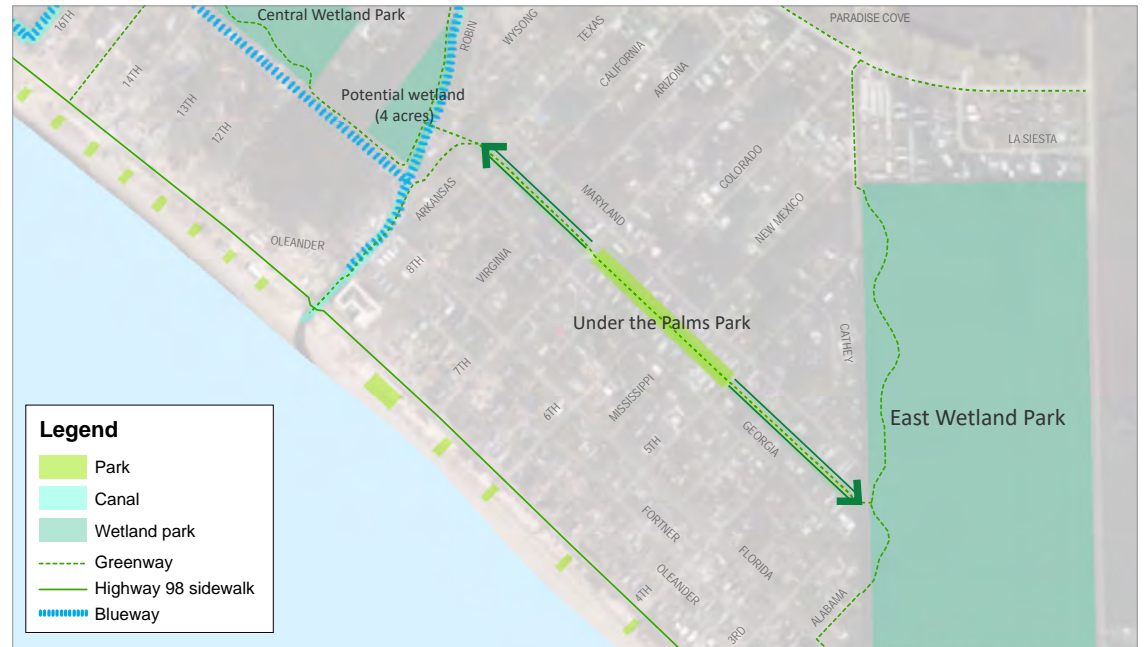 Central Wetland Park
16TH
ROBIN
WYSONG
TEXAS
PARADISE COVE
CALIFORNIA
ARIZONA
14TH
13TH
12TH
Potential wetland
(4 acres)
LA SIESTA
ARKANSAS
MARYLAND
COLORADO
NEW MEXICO
OLEANDER
8TH
VIRGINIA
Under the Palms Park
CATHEY
7TH
6TH
MISSISSIPPI
5TH
GEORGIA
East Wetland Park
FORTNER
FLORIDA
OLEANDER
4TH
3RD
ALABAMA
Legend
Park
Canal
Wetland park
Greenway
Highway 98 sidewalk
Blueway